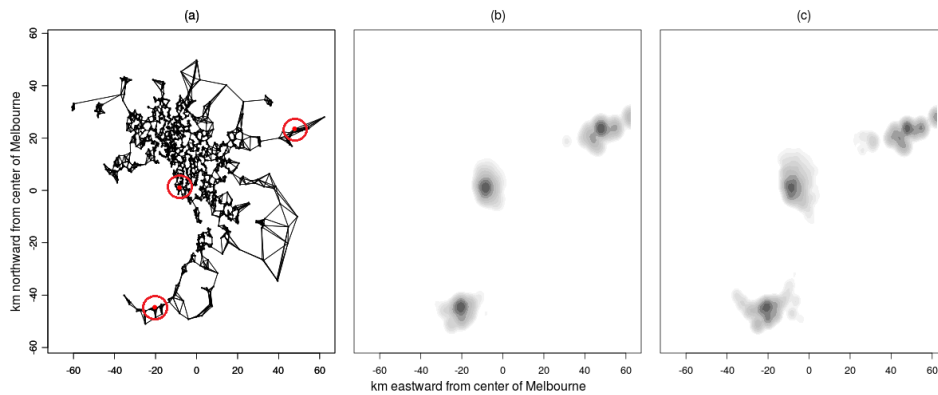 (a)
(b)
(c)
km northward from center of Melbourne
60
40
20
0
-20
-40
-60
-60 -40 -20 0 20 40 60
-60 -40 -20 0 20 40 60
-60 -40 -20 0 20 40 60
km eastward from center of Melbourne